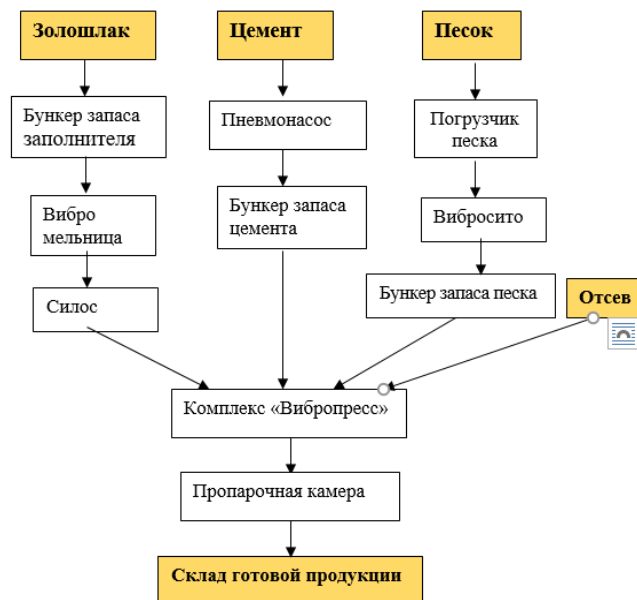 Золошлак
Цемент
Песок
Бункер запаса
заполнителя
Пневмонасос
Погрузчик
песка
Вибро
мельница
Бункер запаса
цемента
Вибросито
Силос
Бункер запаса песка
Отсев
Комплекс «Вибропресс»
Пропарочная камера
Склад готовой продукции